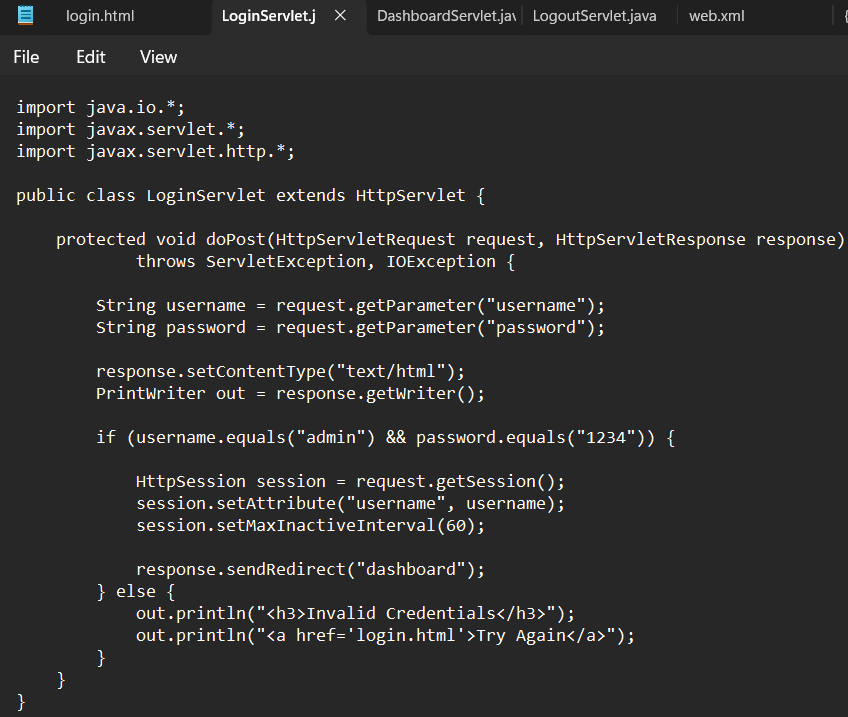 login.html LoginServlet.j DashboardServlet.jav LogoutServlet.java web.xml {
File Edit View
import java.io.*;
import javax.servlet.*;
import javax.servlet.http.*;
public class LoginServlet extends HttpServlet {
    protected void doPost(HttpServletRequest request, HttpServletResponse response)
            throws ServletException, IOException {
        String username = request.getParameter("username");
        String password = request.getParameter("password");
        response.setContentType("text/html");
        PrintWriter out = response.getWriter();
        if (username.equals("admin") && password.equals("1234")) {
            HttpSession session = request.getSession();
            session.setAttribute("username", username);
            session.setMaxInactiveInterval(60);
            response.sendRedirect("dashboard");
        } else {
            out.println("<h3>Invalid Credentials</h3>");
            out.println("<a href='login.html'>Try Again</a>");
        }
    }
}